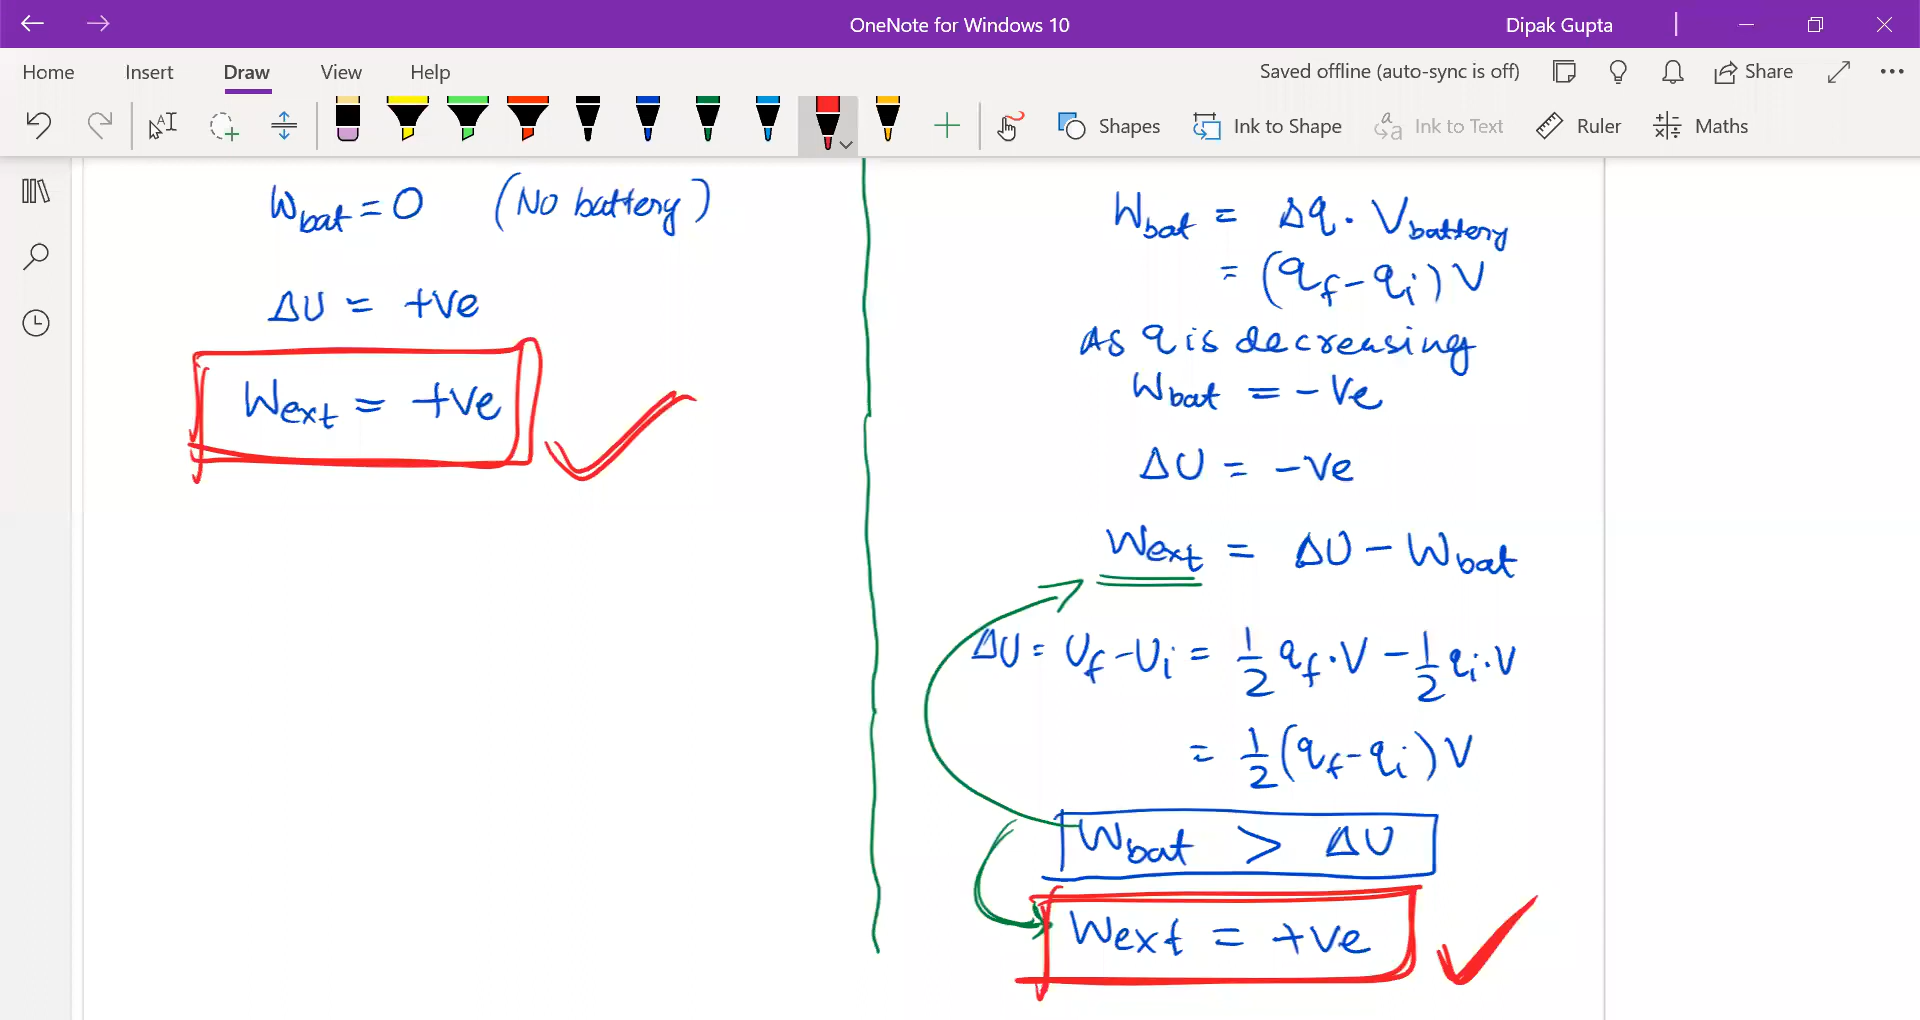 OneNote for Windows 10
Dipak Gupta
Home Insert Draw View Help
Saved offline (auto-sync is off) Share
Shapes Ink to Shape Ink to Text Ruler Maths
Wbat = 0 (No battery)
ΔU = +ve
Wext = +ve
Wbat = Δq. Vbattery
= (qf - qi) V
As q is decreasing
Wbat = -ve
ΔU = -ve
Wext = ΔU - Wbat
ΔU = Uf - Ui = 1/2 qf.V - 1/2 qi.V
= 1/2 (qf - qi) V
Wbat > ΔU
Wext = +ve